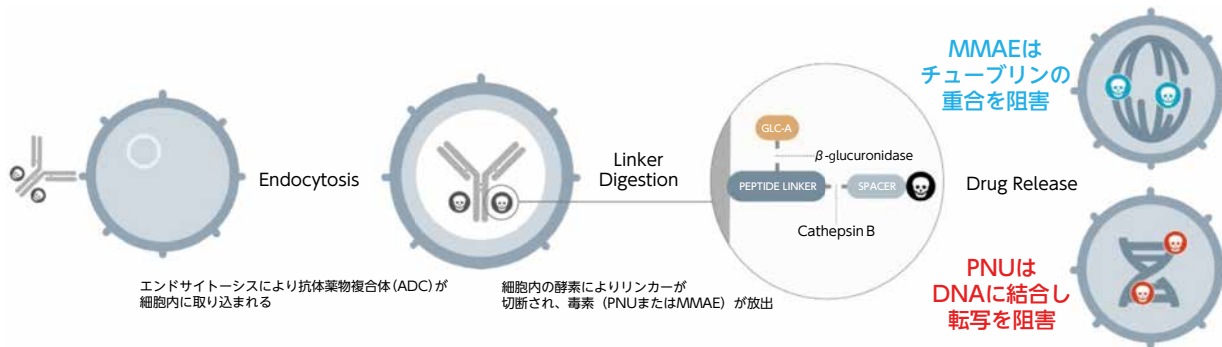 Endocytosis
エンドサイトーシスにより抗体薬物複合体(ADC)が
細胞内に取り込まれる
Linker
Digestion
細胞内の酵素によりリンカーが
切断され、毒素（PNUまたはMMAE）が放出
GLC-A
β-glucuronidase
PEPTIDE LINKER
SPACER
Cathepsin B
Drug Release
MMAEは
チューブリンの
重合を阻害
PNUは
DNAに結合し
転写を阻害